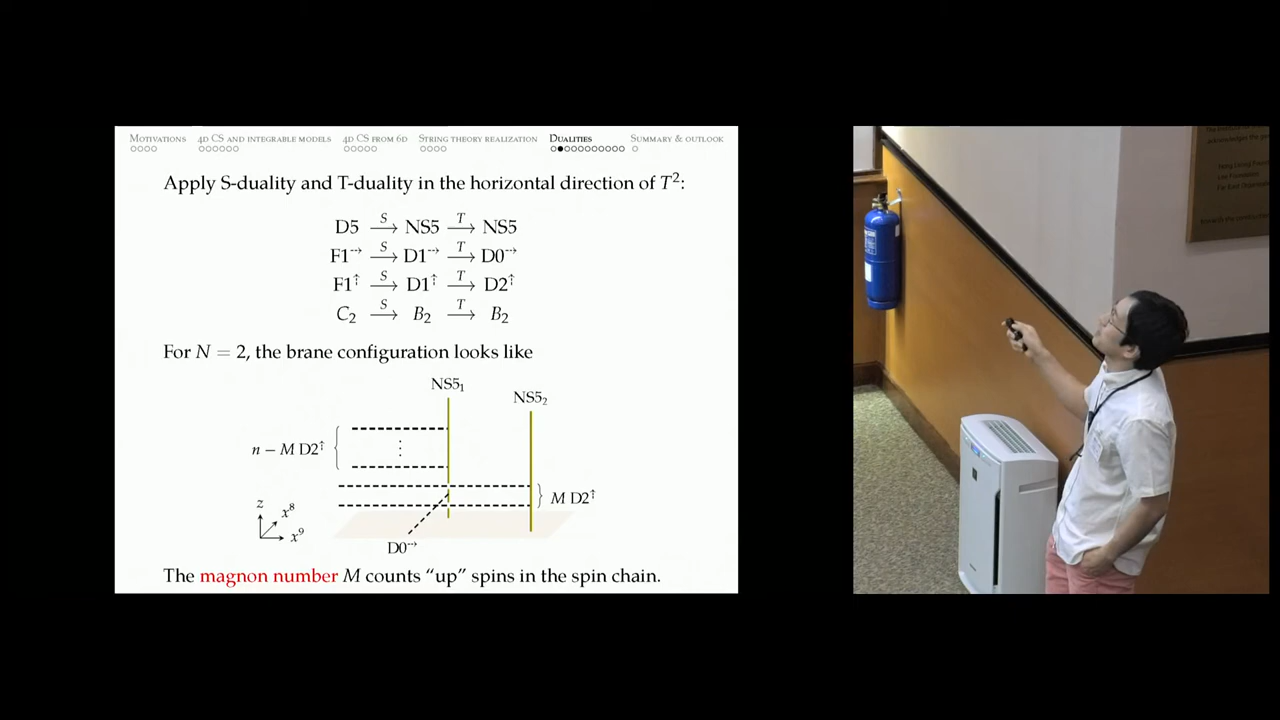 MOTIVATIONS 4D CS AND INTEGRABLE MODELS 4D CS FROM 6D STRING THEORY REALIZATION DUALITIES SUMMARY & OUTLOOK
Apply S-duality and T-duality in the horizontal direction of T²:
D5 —S→ NS5 —T→ NS5
F1⇢ —S→ D1⇢ —T→ D0⇢
F1⇡ —S→ D1⇡ —T→ D2⇡
C₂ —S→ B₂ —T→ B₂
For N = 2, the brane configuration looks like
NS5₁
NS5₂
n − M D2⇡
M D2⇡
z
x⁸
x⁹
D0⇢
The magnon number M counts “up” spins in the spin chain.